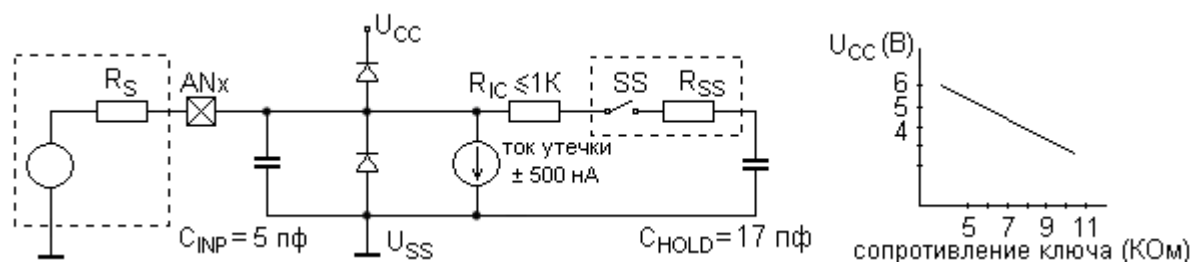 U_CC
R_S
ANx
R_IC ≤1К
SS
R_SS
ток утечки
± 500 нА
C_INP = 5 пф
U_SS
C_HOLD = 17 пф
U_CC (В)
6
5
4
5 7 9 11
сопротивление ключа (КОм)